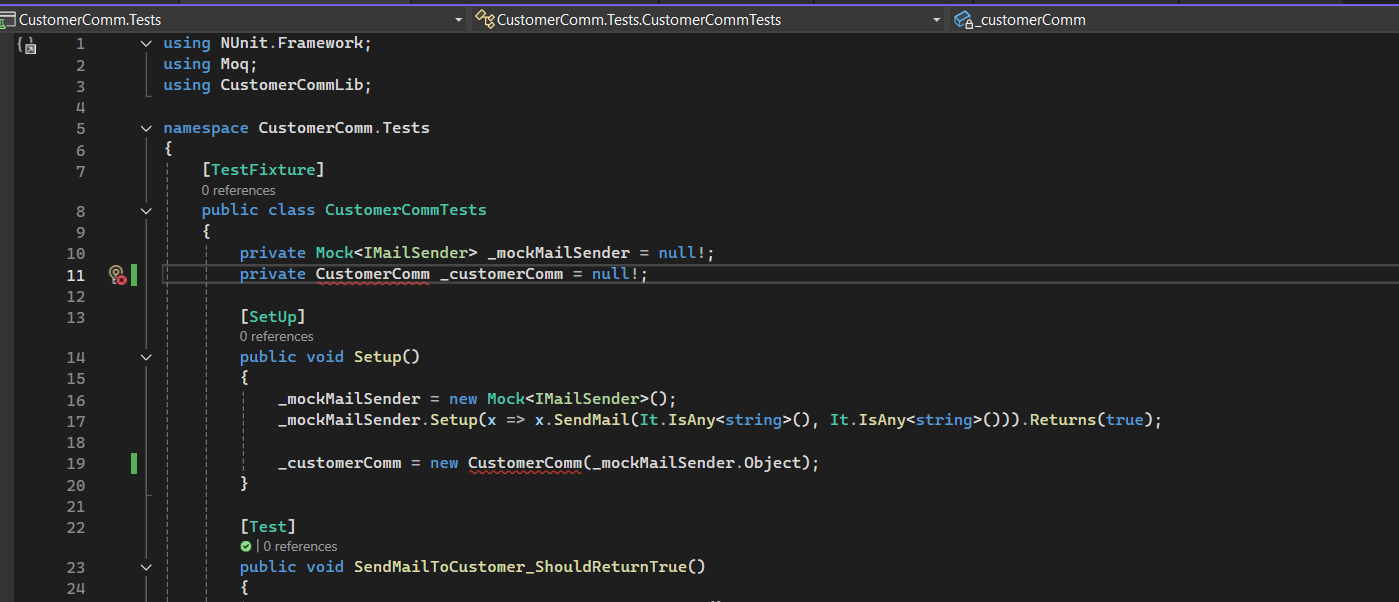 CustomerComm.Tests CustomerComm.Tests.CustomerCommTests _customerComm
1 using NUnit.Framework;
2 using Moq;
3 using CustomerCommLib;
4
5 namespace CustomerComm.Tests
6 {
7 [TestFixture]
0 references
8 public class CustomerCommTests
9 {
10 private Mock<IMailSender> _mockMailSender = null!;
11 private CustomerComm _customerComm = null!;
12
13 [SetUp]
0 references
14 public void Setup()
15 {
16 _mockMailSender = new Mock<IMailSender>();
17 _mockMailSender.Setup(x => x.SendMail(It.IsAny<string>(), It.IsAny<string>())).Returns(true);
18
19 _customerComm = new CustomerComm(_mockMailSender.Object);
20 }
21
22 [Test]
| 0 references
23 public void SendMailToCustomer_ShouldReturnTrue()
24 {